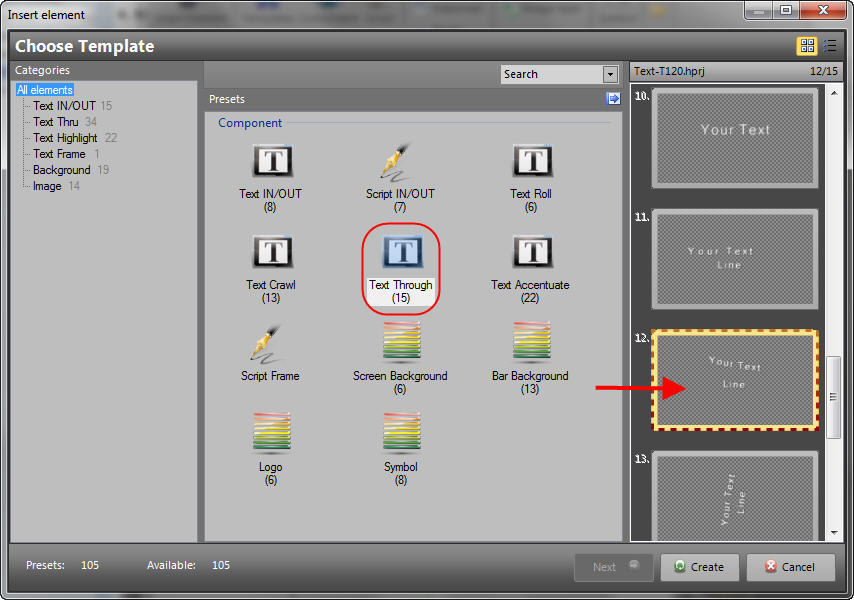 Insert element
Choose Template
Categories
All elements
Text IN/OUT 15
Text Thru 34
Text Highlight 22
Text Frame 1
Background 19
Image 14
Search
Presets
Component
T
Text IN/OUT
(8)
Script IN/OUT
(7)
T
Text Roll
(6)
T
Text Crawl
(13)
T
Text Through
(15)
T
Text Accentuate
(22)
Script Frame
Screen Background
(6)
Bar Background
(13)
Logo
(6)
Symbol
(8)
Text-T120.hprj 12/15
10.
Your Text
11.
Your Text
Line
12.
Your Text
Line
13.
Your Text
Line
Presets: 105 Available: 105
Next
Create
Cancel